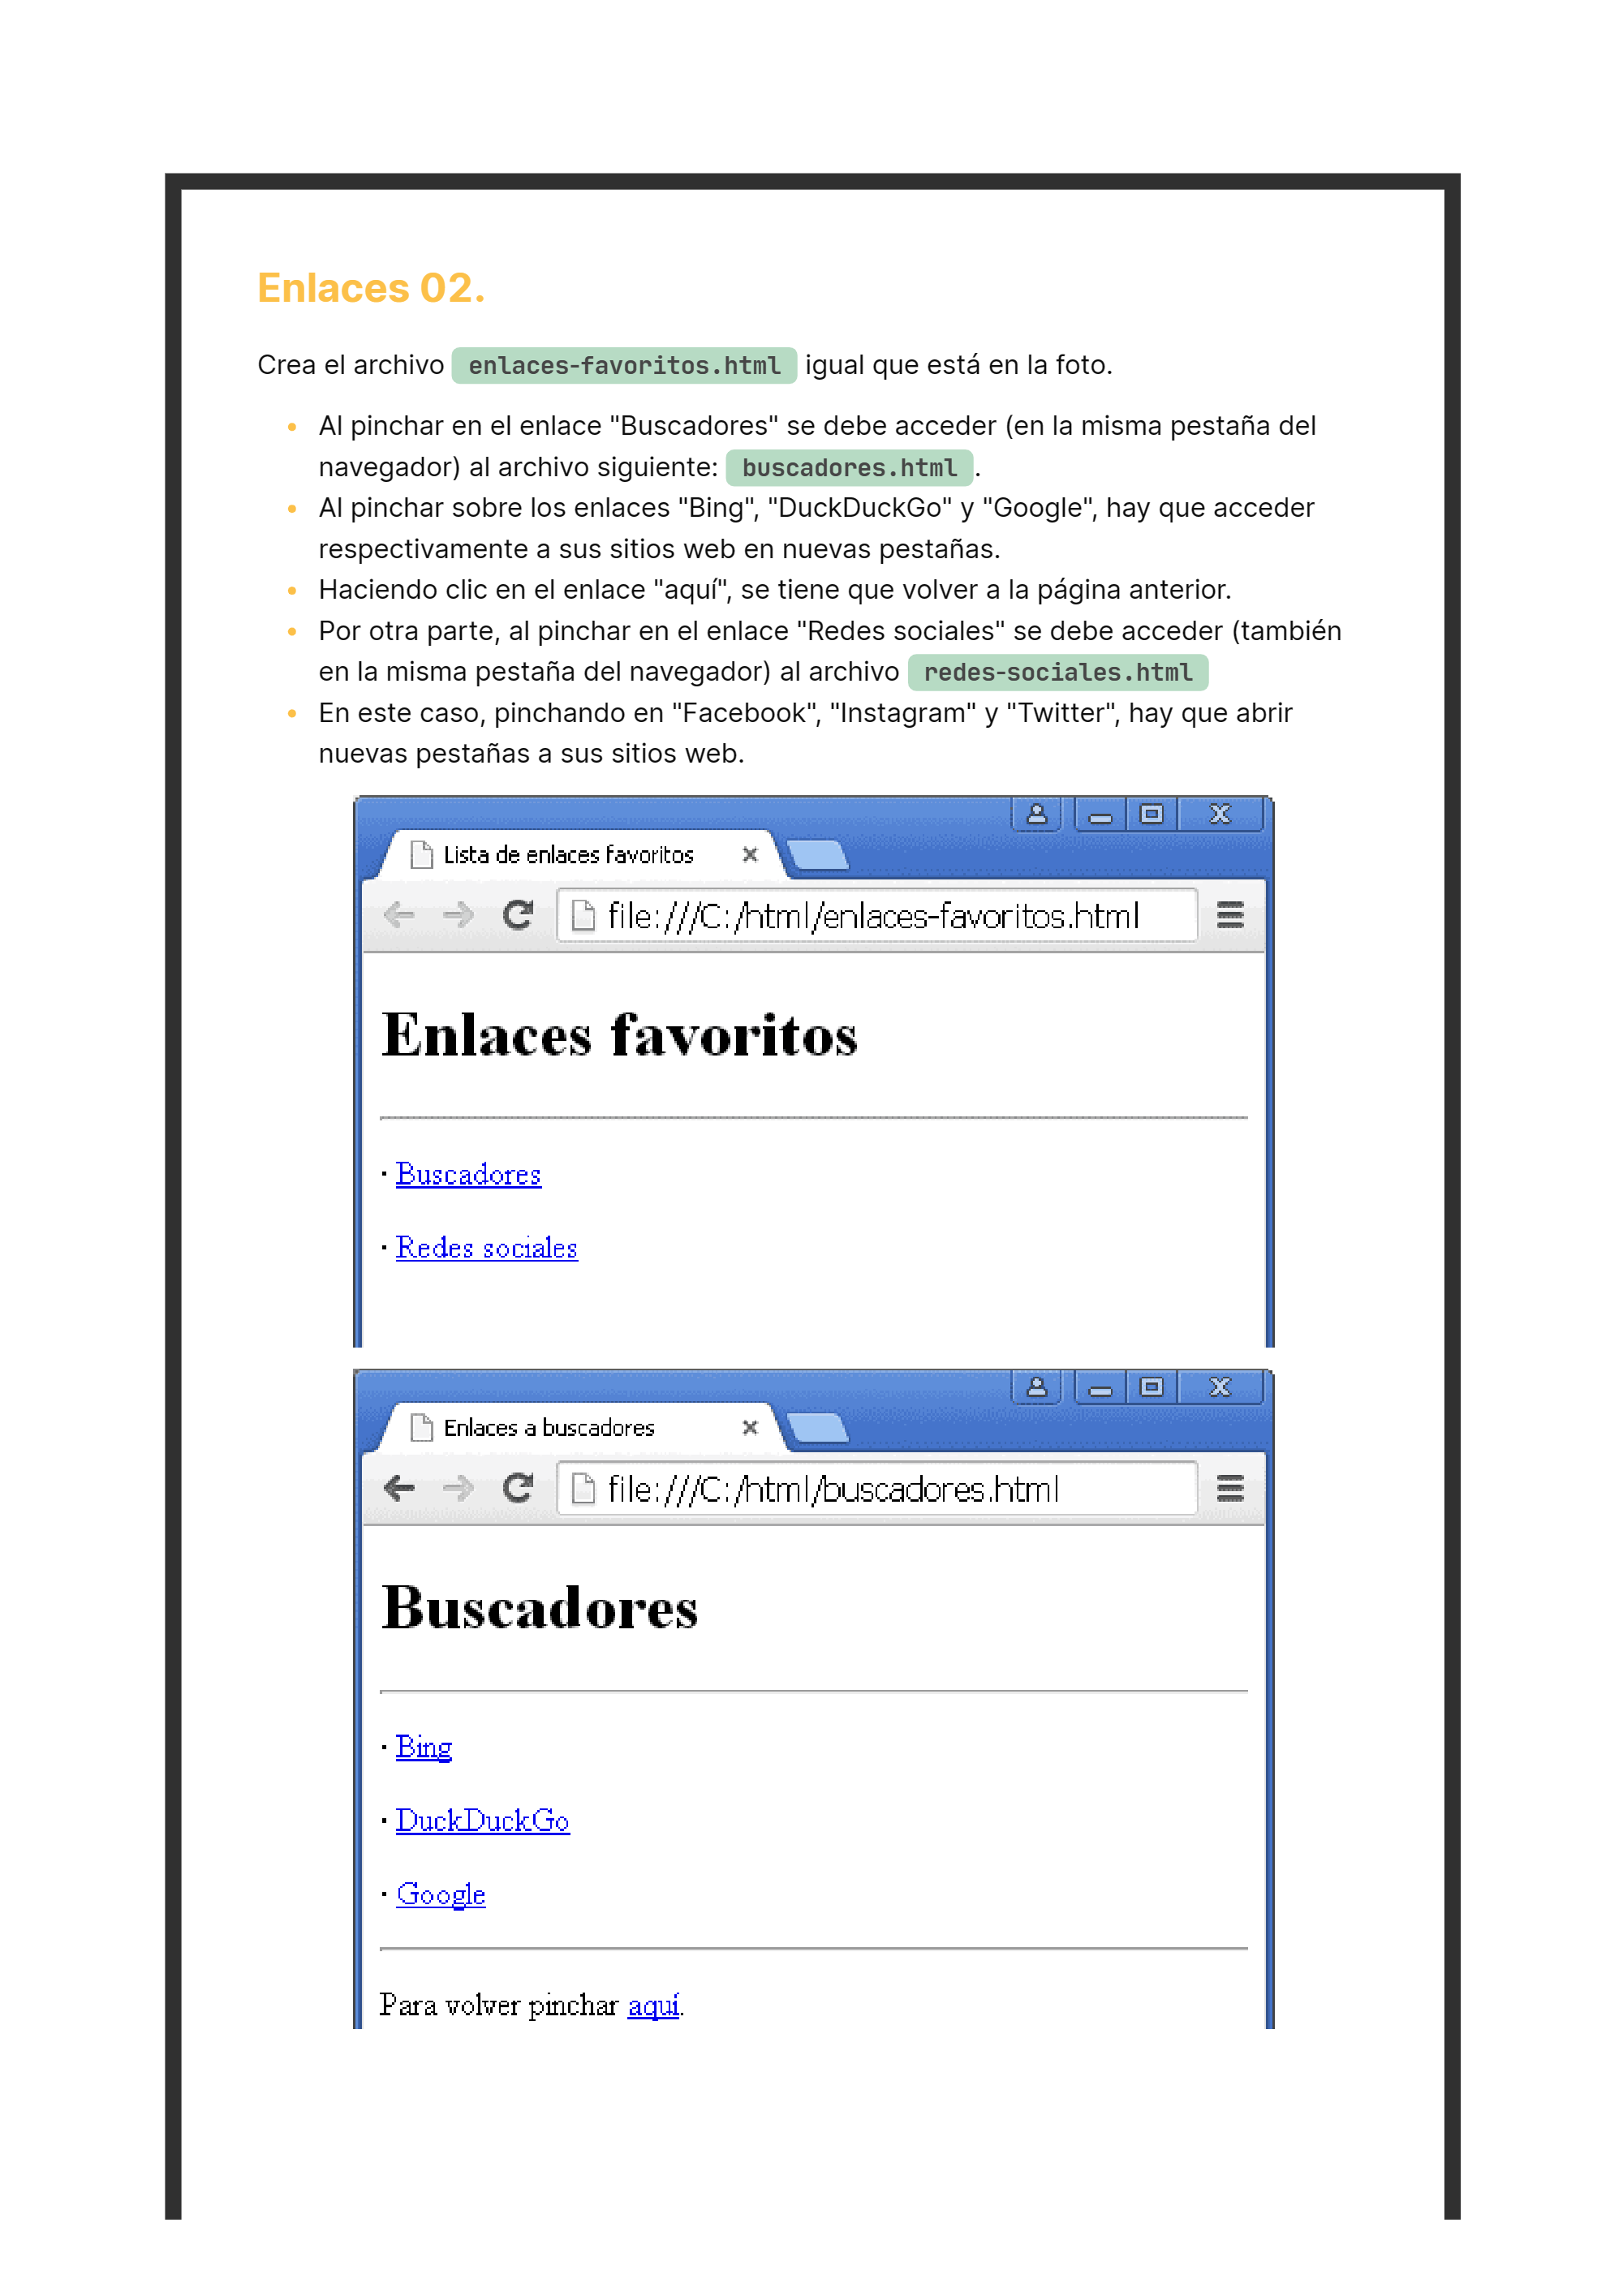 Enlaces 02.
Crea el archivo enlaces-favoritos.html igual que está en la foto.
• Al pinchar en el enlace "Buscadores" se debe acceder (en la misma pestaña del
navegador) al archivo siguiente: buscadores.html.
• Al pinchar sobre los enlaces "Bing", "DuckDuckGo" y "Google", hay que acceder
respectivamente a sus sitios web en nuevas pestañas.
• Haciendo clic en el enlace "aquí", se tiene que volver a la página anterior.
• Por otra parte, al pinchar en el enlace "Redes sociales" se debe acceder (también
en la misma pestaña del navegador) al archivo redes-sociales.html
• En este caso, pinchando en "Facebook", "Instagram" y "Twitter", hay que abrir
nuevas pestañas a sus sitios web.
Lista de enlaces favoritos
file:///C:/html/enlaces-favoritos.html
Enlaces favoritos
· Buscadores
· Redes sociales
Enlaces a buscadores
file:///C:/html/buscadores.html
Buscadores
· Bing
· DuckDuckGo
· Google
Para volver pinchar aquí.